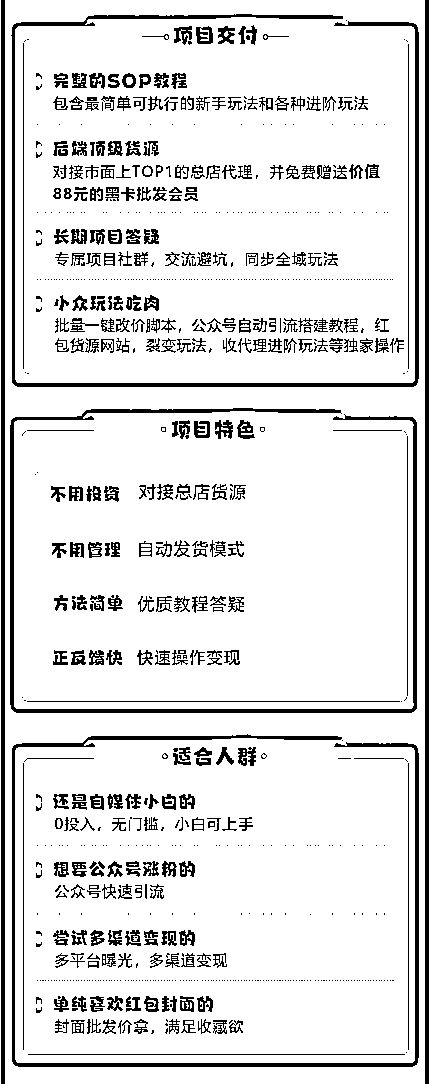 项目交付
完整的SOP教程
包含最简单可执行的新手玩法和各种进阶玩法
后端顶级货源
对接市面上TOP1的总店代理，并免费赠送价值
88元的黑卡批发会员
长期项目答疑
专属项目社群，交流避坑，同步全域玩法
小众玩法吃肉
批量一键改价脚本，公众号自动引流搭建教程，红
包货源网站，裂变玩法，收代理进阶玩法等独家操作
项目特色
不用投资 对接总店货源
不用管理 自动发货模式
方法简单 优质教程答疑
正反馈快 快速操作变现
适合人群
还是自媒体小白的
0投入，无门槛，小白可上手
想要公众号涨粉的
公众号快速引流
尝试多渠道变现的
多平台曝光，多渠道变现
单纯喜欢红包封面的
封面批发价拿，满足收藏欲